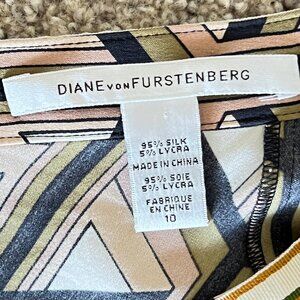 DIANE VON FURSTENBERG
95% SILK
5% LYCRA
MADE IN CHINA
95% SOIE
5% LYCRA
FABRIQUE
EN CHINE
10